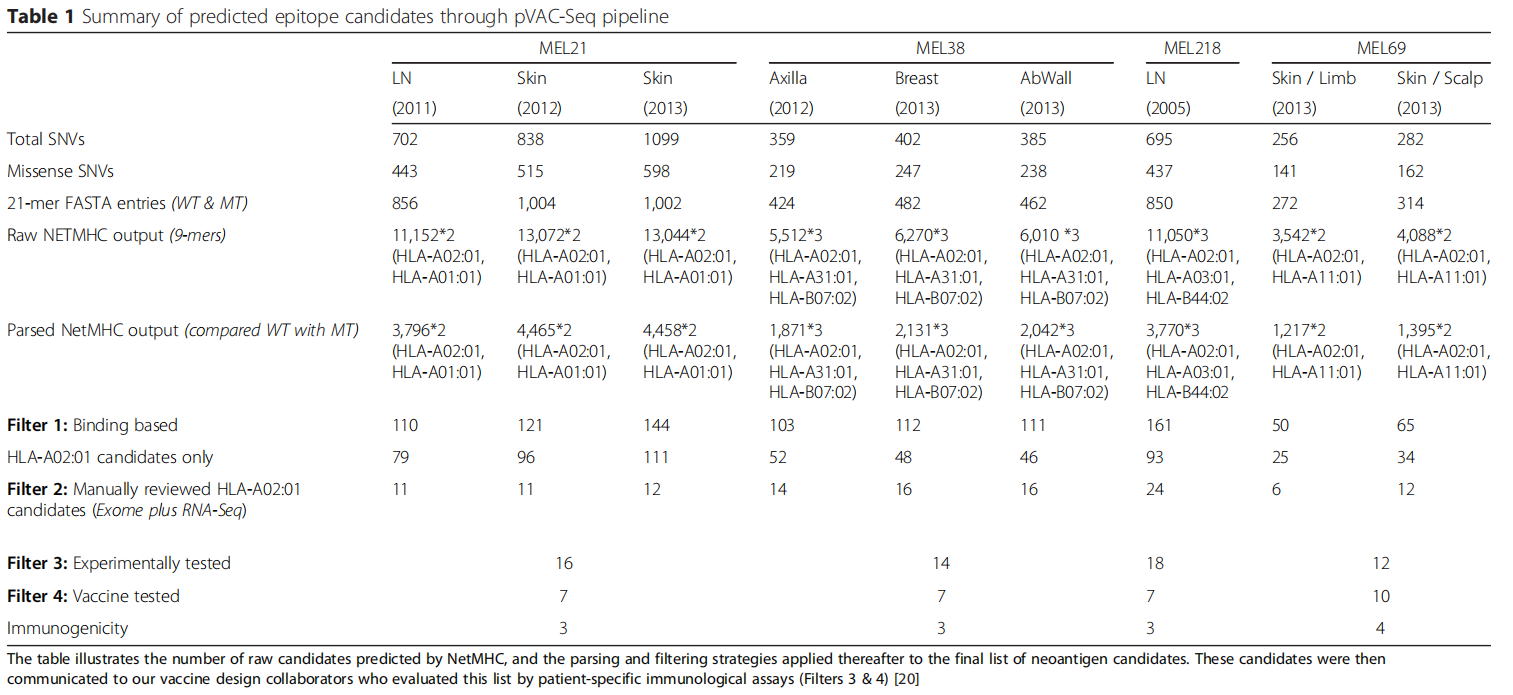 Table 1 Summary of predicted epitope candidates through pVAC-Seq pipeline
MEL21 MEL38 MEL218 MEL69
LN Skin Skin Axilla Breast AbWall LN Skin / Limb Skin / Scalp
(2011) (2012) (2013) (2012) (2013) (2013) (2005) (2013) (2013)
Total SNVs 702 838 1099 359 402 385 695 256 282
Missense SNVs 443 515 598 219 247 238 437 141 162
21-mer FASTA entries (WT & MT) 856 1,004 1,002 424 482 462 850 272 314
Raw NETMHC output (9-mers) 11,152*2 13,072*2 13,044*2 5,512*3 6,270*3 6,010 *3 11,050*3 3,542*2 4,088*2
(HLA-A02:01, (HLA-A02:01, (HLA-A02:01, (HLA-A02:01, (HLA-A02:01, (HLA-A02:01, (HLA-A02:01, (HLA-A02:01, (HLA-A02:01,
HLA-A01:01) HLA-A01:01) HLA-A01:01) HLA-A31:01, HLA-A31:01, HLA-A31:01, HLA-A03:01, HLA-A11:01) HLA-A11:01)
HLA-B07:02) HLA-B07:02) HLA-B07:02) HLA-B44:02
Parsed NetMHC output (compared WT with MT) 3,796*2 4,465*2 4,458*2 1,871*3 2,131*3 2,042*3 3,770*3 1,217*2 1,395*2
(HLA-A02:01, (HLA-A02:01, (HLA-A02:01, (HLA-A02:01, (HLA-A02:01, (HLA-A02:01, (HLA-A02:01, (HLA-A02:01, (HLA-A02:01,
HLA-A01:01) HLA-A01:01) HLA-A01:01) HLA-A31:01, HLA-A31:01, HLA-A31:01, HLA-A03:01, HLA-A11:01) HLA-A11:01)
HLA-B07:02) HLA-B07:02) HLA-B07:02) HLA-B44:02
Filter 1: Binding based 110 121 144 103 112 111 161 50 65
HLA-A02:01 candidates only 79 96 111 52 48 46 93 25 34
Filter 2: Manually reviewed HLA-A02:01 11 11 12 14 16 16 24 6 12
candidates (Exome plus RNA-Seq)
Filter 3: Experimentally tested 16 14 18 12
Filter 4: Vaccine tested 7 7 7 10
Immunogenicity 3 3 3 4
The table illustrates the number of raw candidates predicted by NetMHC, and the parsing and filtering strategies applied thereafter to the final list of neoantigen candidates. These candidates were then
communicated to our vaccine design collaborators who evaluated this list by patient-specific immunological assays (Filters 3 & 4) [20]